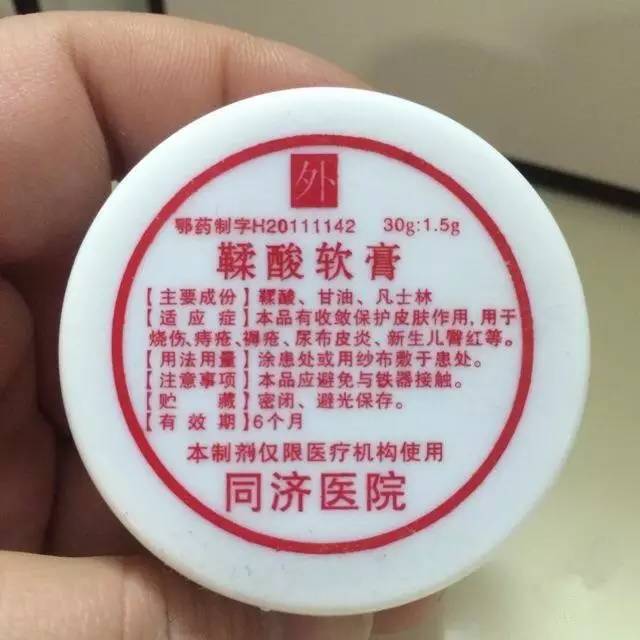 外
鄂药制字H20111142 30g:1.5g
鞣酸软膏
【主要成份】鞣酸、甘油、凡士林
【适应症】本品有收敛保护皮肤作用,用于
烧伤、痔疮、褥疮、尿布皮炎、新生儿臀红等。
【用法用量】涂患处或用纱布敷于患处。
【注意事项】本品应避免与铁器接触。
【贮藏】密闭、避光保存。
【有效期】6个月
本制剂仅限医疗机构使用
同济医院